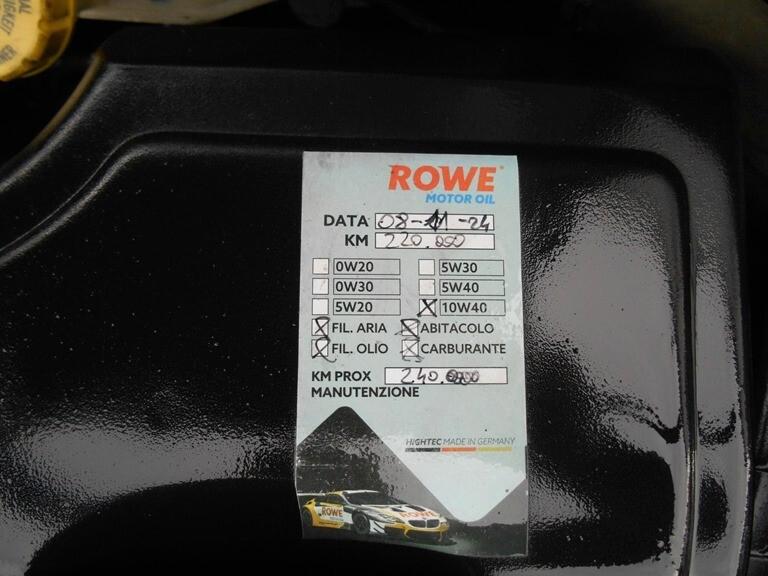 ROWE
MOTOR OIL
DATA 08-11-24
KM 220.000
0W20 5W30
0W30 5W40
5W20 10W40
FIL. ARIA ABITACOLO
FIL. OLIO CARBURANTE
KM PROX 240.000
MANUTENZIONE
HIGHTEC MADE IN GERMANY
ROWE
ROWE